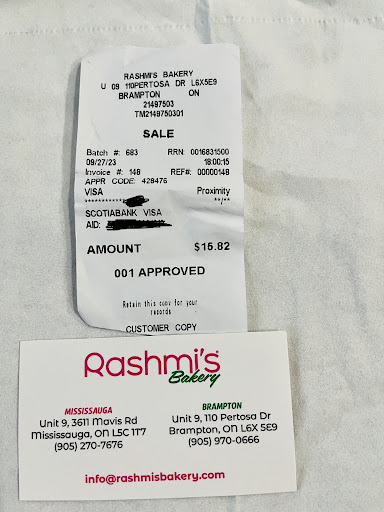 RASHMI'S BAKERY
U 09 110PERTOSA DR L6X5E9
BRAMPTON ON
21497503
TM2149750301
SALE
Batch #: 683 RRN: 0016831500
09/27/23 18:00:15
Invoice #: 148 REF#: 00000148
APPR CODE: 428476
VISA Proximity
************ **/**
SCOTIABANK VISA
AID:
AMOUNT $15.82
001 APPROVED
Retain this copy for your
records
CUSTOMER COPY
Rashmi's
Bakery
MISSISSAUGA
Unit 9, 3611 Mavis Rd
Mississauga, ON L5C 1T7
(905) 270-7676
BRAMPTON
Unit 9, 110 Pertosa Dr
Brampton, ON L6X 5E9
(905) 970-0666
info@rashmisbakery.com